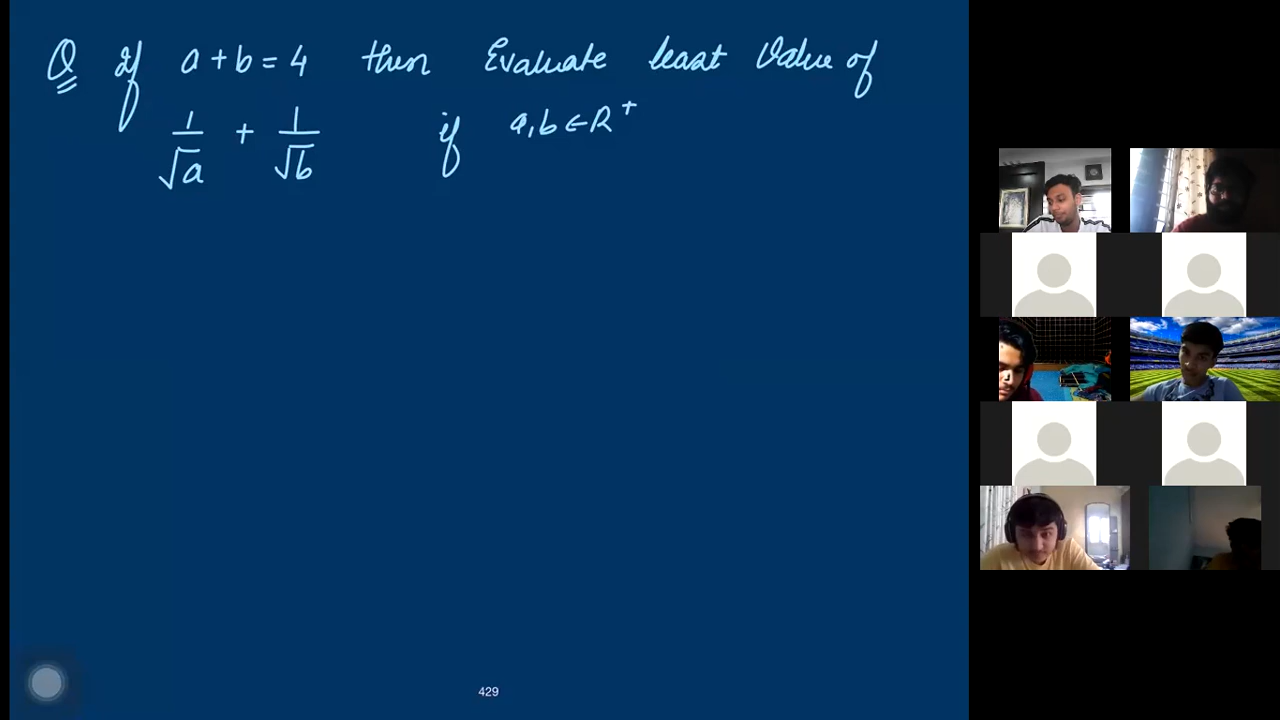 Q If a + b = 4 then Evaluate least Value of
1/√a + 1/√b if a, b ∈ R⁺
429